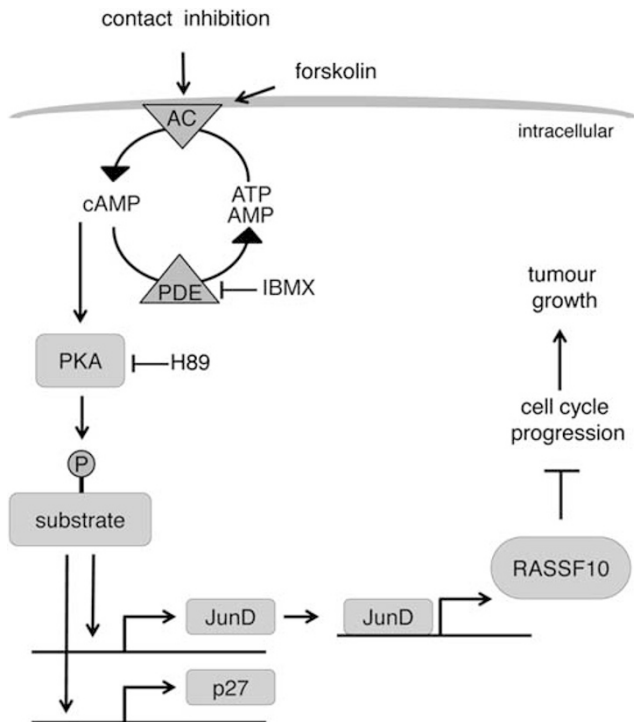 contact inhibition
forskolin
AC
intracellular
cAMP
ATP
AMP
PDE
IBMX
tumour
growth
PKA
H89
cell cycle
progression
P
substrate
RASSF10
JunD
JunD
p27